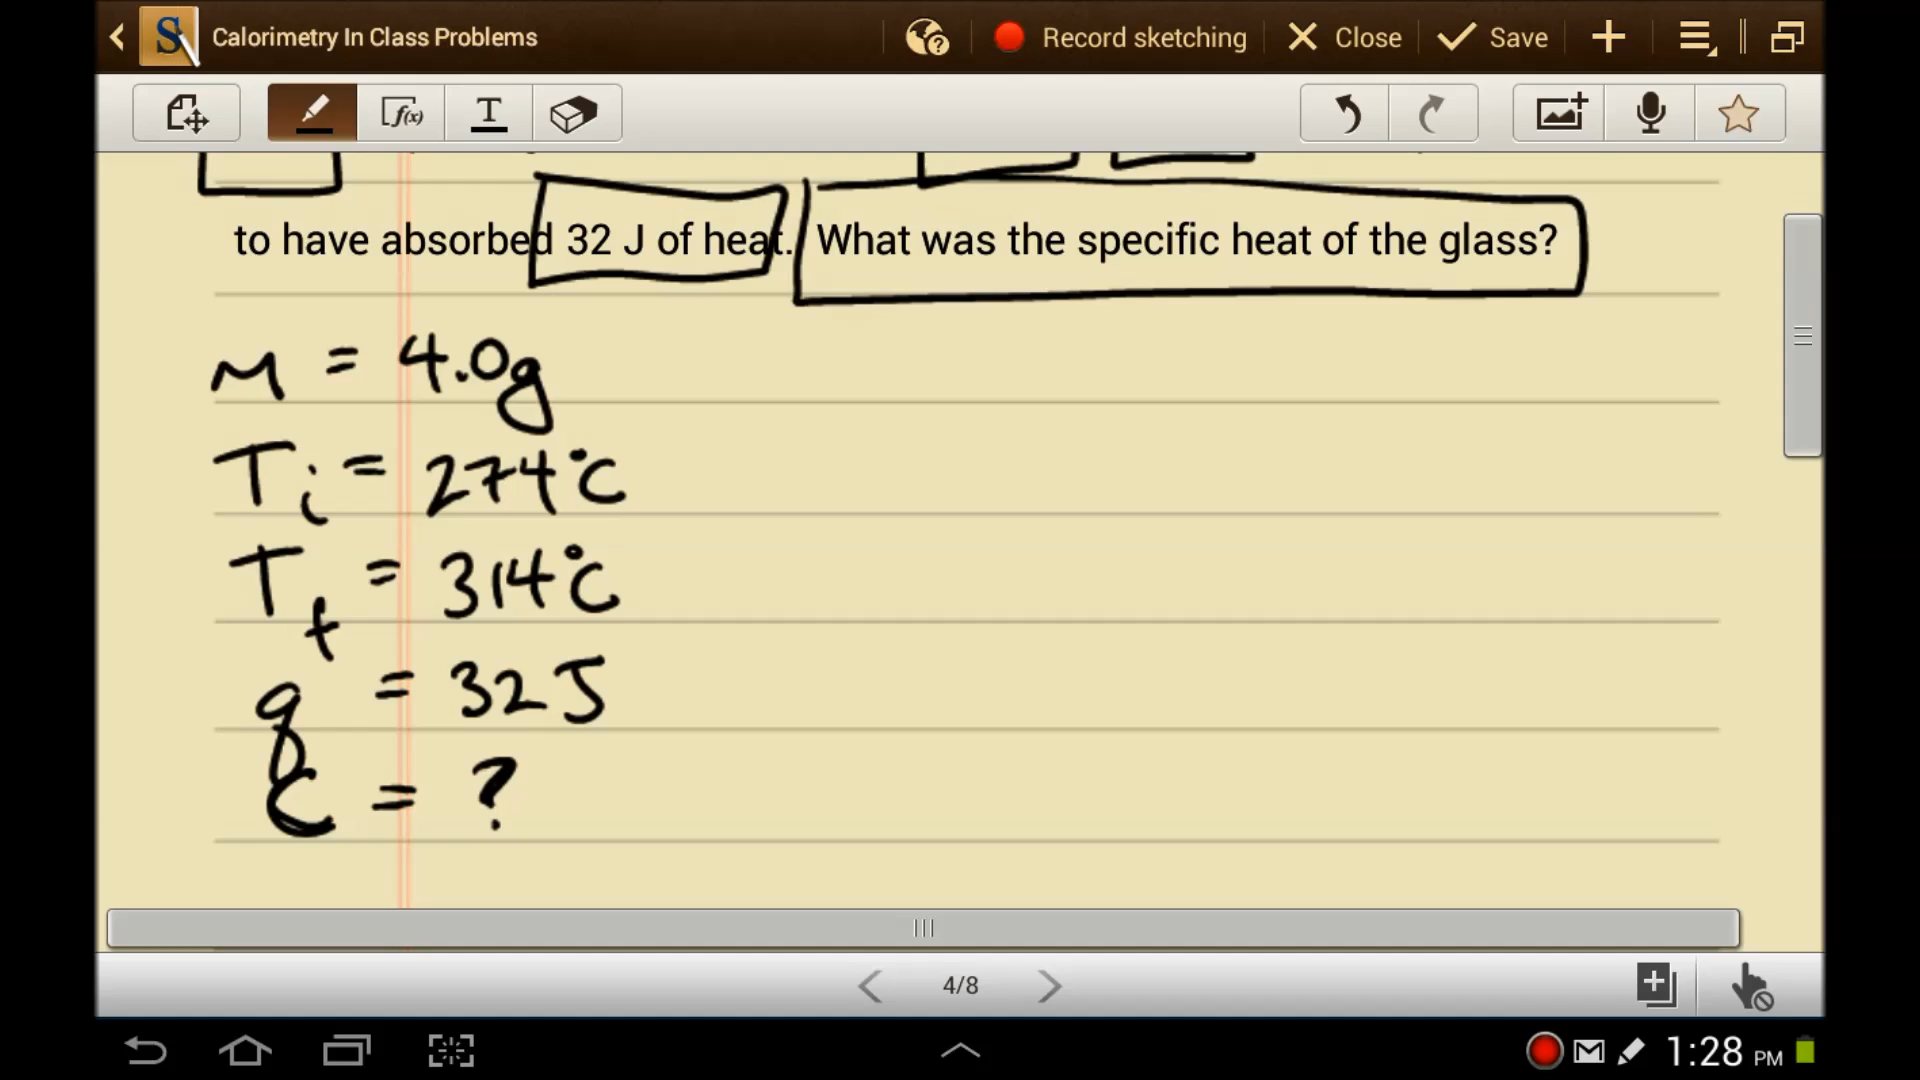 Calorimetry In Class Problems
Record sketching
Close
Save
f(x)
T
to have absorbed 32 J of heat. What was the specific heat of the glass?
M = 4.0g
Ti = 274°C
Tf = 314°C
q = 32J
C = ?
4/8
1:28 PM